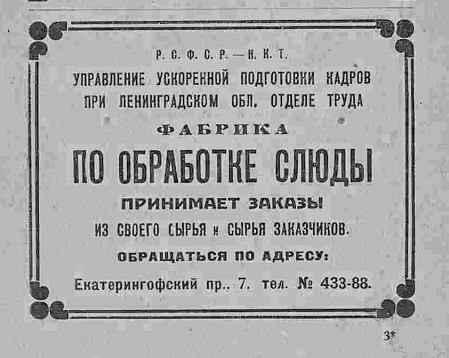 Р. С. Ф. С. Р. — Н. К. Т.
УПРАВЛЕНИЕ УСКОРЕННОЙ ПОДГОТОВКИ КАДРОВ
ПРИ ЛЕНИНГРАДСКОМ ОБЛ. ОТДЕЛЕ ТРУДА
ФАБРИКА
ПО ОБРАБОТКЕ СЛЮДЫ
ПРИНИМАЕТ ЗАКАЗЫ
ИЗ СВОЕГО СЫРЬЯ и СЫРЬЯ ЗАКАЗЧИКОВ.
ОБРАЩАТЬСЯ ПО АДРЕСУ:
Екатерингофский пр.. 7. тел. № 433-88.
3*